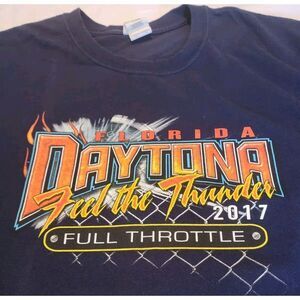 FLORIDA
DAYTONA
Feel the Thunder
2017
FULL THROTTLE